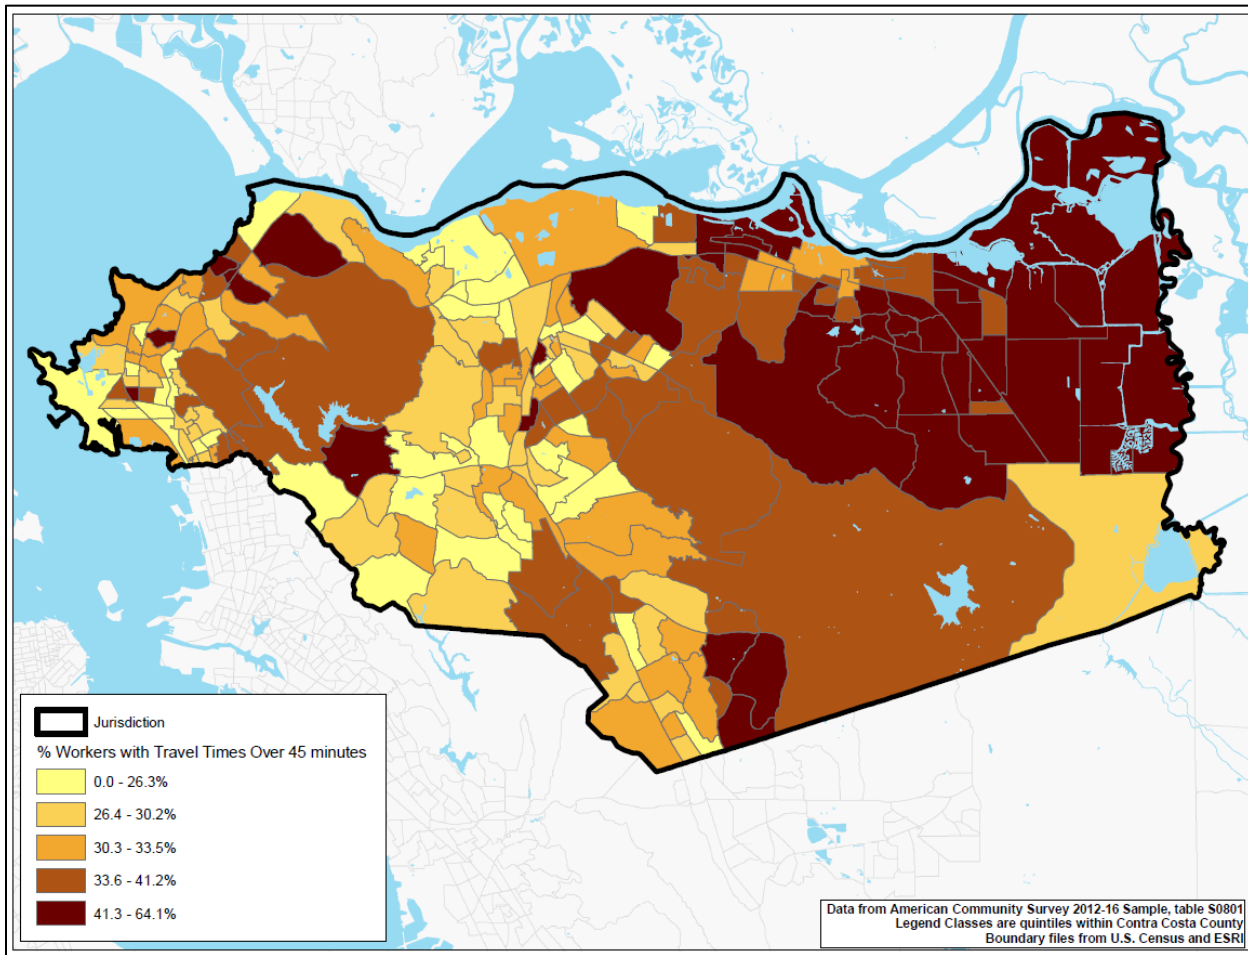 Jurisdiction
% Workers with Travel Times Over 45 minutes
0.0 - 26.3%
26.4 - 30.2%
30.3 - 33.5%
33.6 - 41.2%
41.3 - 64.1%
Data from American Community Survey 2012-16 Sample, table S0801
Legend Classes are quintiles within Contra Costa County
Boundary files from U.S. Census and ESRI